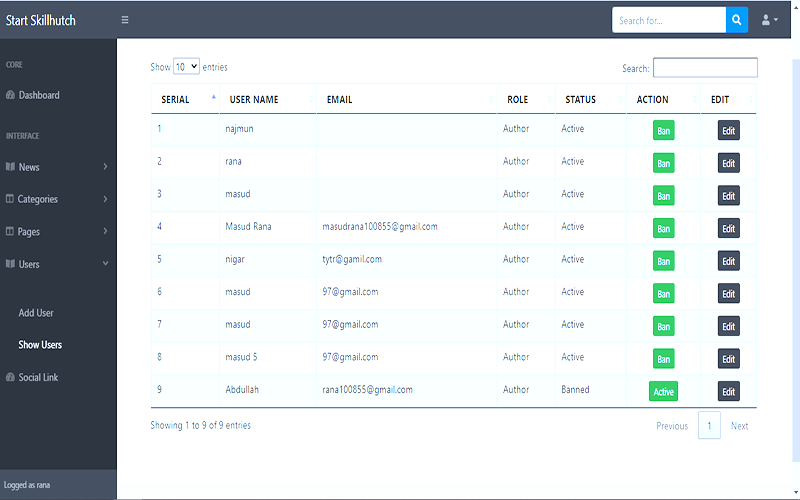 Start Skillhutch
Search for...
CORE
Dashboard
INTERFACE
News
Categories
Pages
Users
Add User
Show Users
Social Link
Logged as rana
Show 10 entries
Search:
SERIAL USER NAME EMAIL ROLE STATUS ACTION EDIT
1 najmun Author Active Ban Edit
2 rana Author Active Ban Edit
3 masud Author Active Ban Edit
4 Masud Rana masudrana100855@gmail.com Author Active Ban Edit
5 nigar tytr@gamil.com Author Active Ban Edit
6 masud 97@gmail.com Author Active Ban Edit
7 masud 97@gmail.com Author Active Ban Edit
8 masud 5 97@gmail.com Author Active Ban Edit
9 Abdullah rana100855@gmail.com Author Banned Active Edit
Showing 1 to 9 of 9 entries
Previous 1 Next